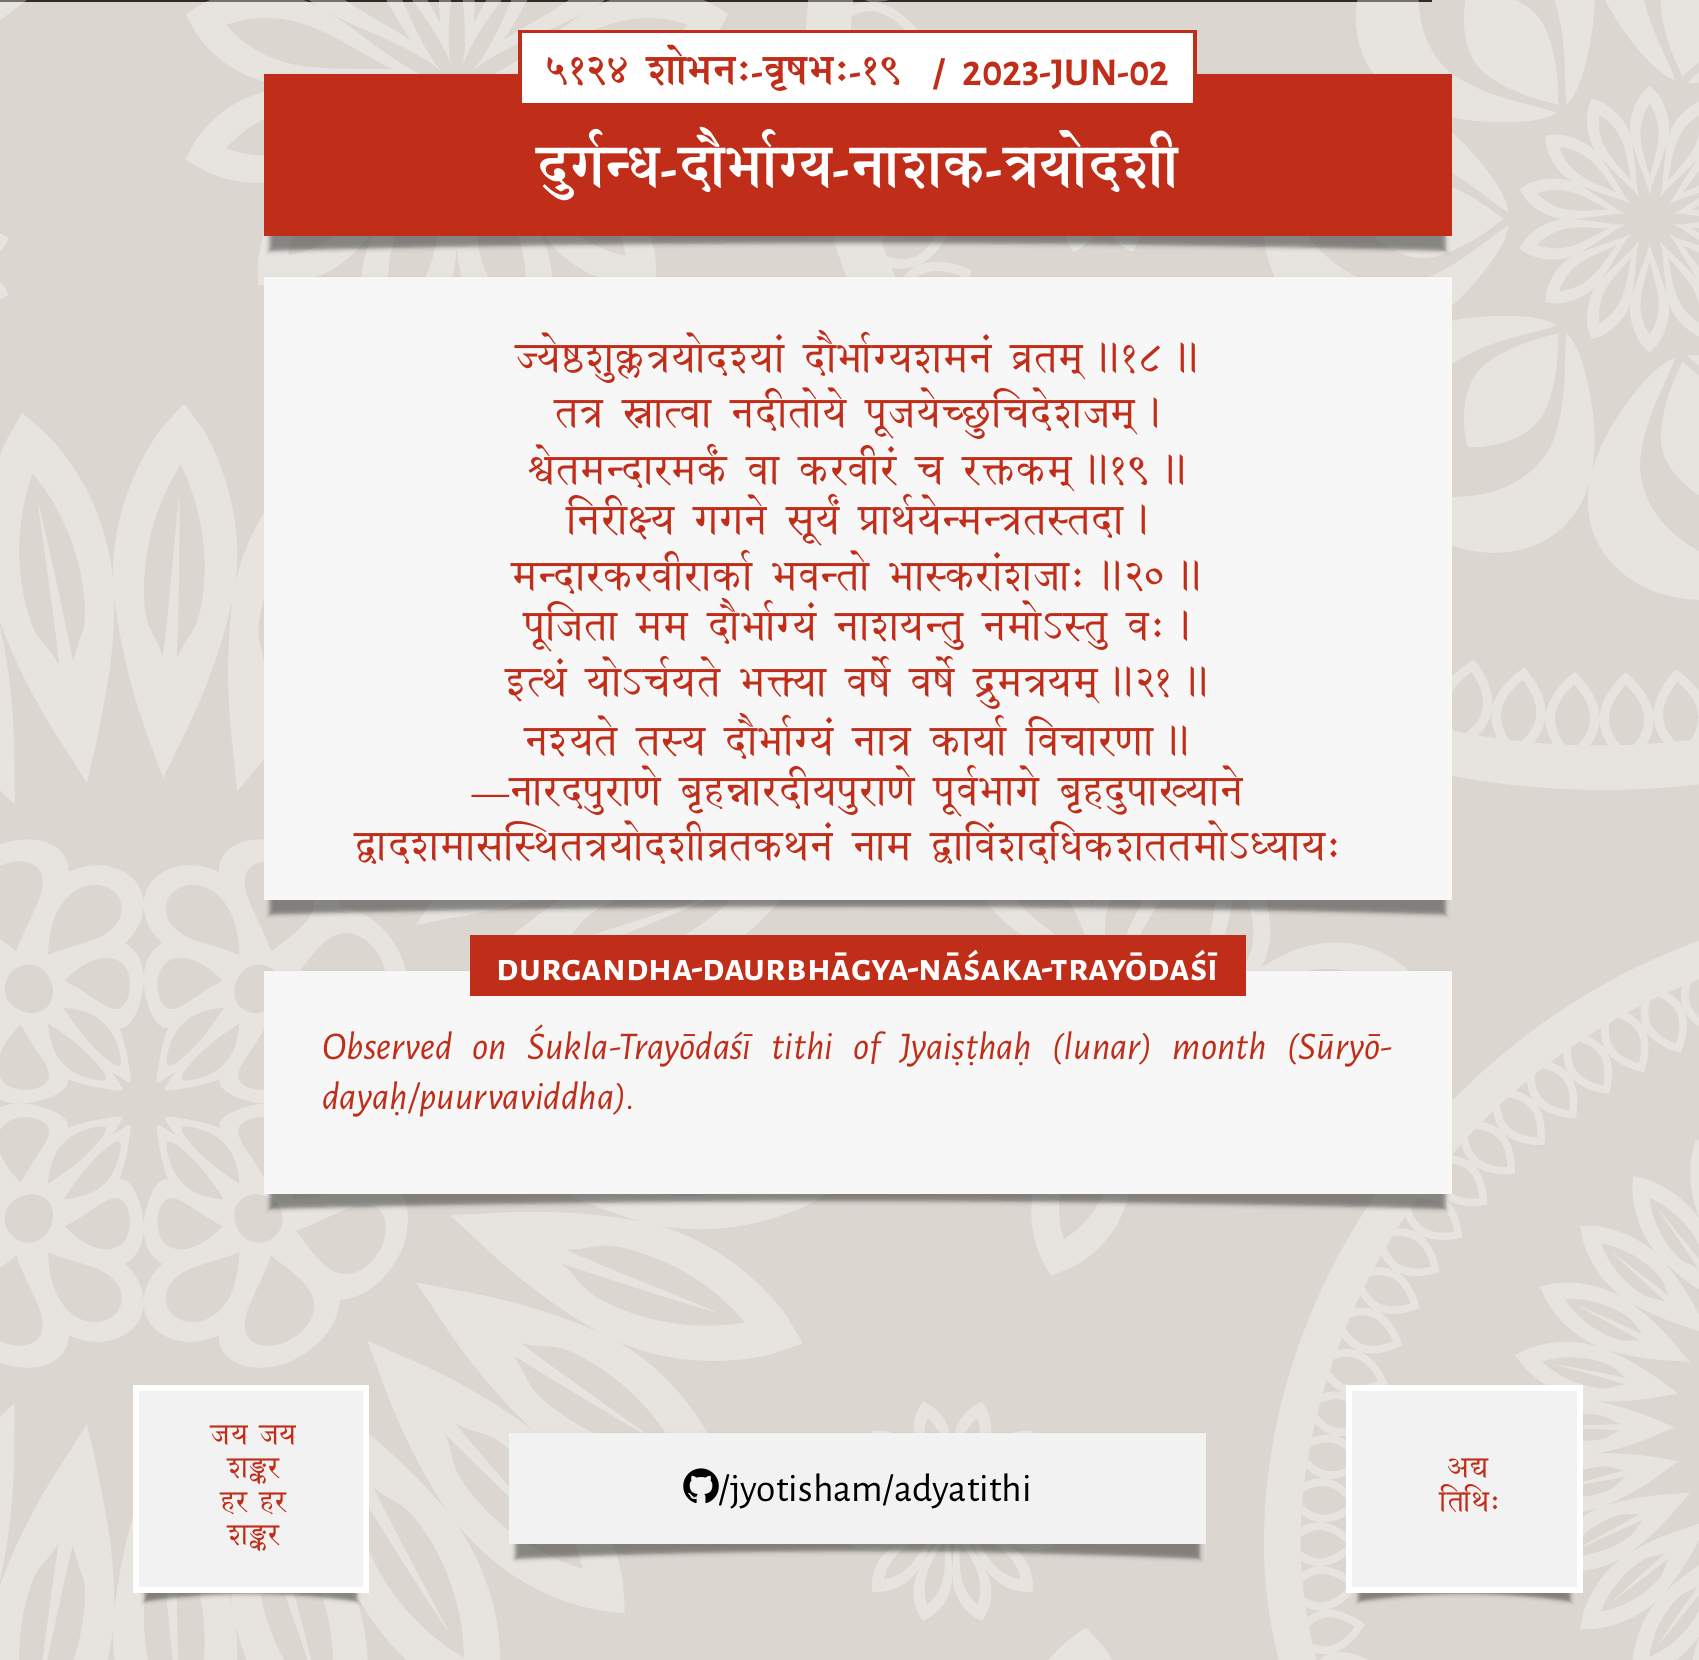 ५१२४ शोभनः-वृषभः-१९ / 2023-JUN-02
दुर्गन्ध-दौर्भाग्य-नाशक-त्रयोदशी
ज्येष्ठशुक्लत्रयोदश्यां दौर्भाग्यशमनं व्रतम् ॥१८ ॥
तत्र स्नात्वा नदीतोये पूजयेच्छुचिदेशजम् ।
श्वेतमन्दारमर्कं वा करवीरं च रक्तकम् ॥१९ ॥
निरीक्ष्य गगने सूर्यं प्रार्थयेन्मन्त्रतस्तदा ।
मन्दारकरवीरार्का भवन्तो भास्करांशजाः ॥२० ॥
पूजिता मम दौर्भाग्यं नाशयन्तु नमोऽस्तु वः ।
इत्थं योऽर्चयते भक्त्या वर्षे वर्षे द्रुमत्रयम् ॥२१ ॥
नश्यते तस्य दौर्भाग्यं नात्र कार्या विचारणा ॥
—नारदपुराणे बृहन्नारदीयपुराणे पूर्वभागे बृहदुपाख्याने
द्वादशमासस्थितत्रयोदशीव्रतकथनं नाम द्वाविंशदधिकशततमोऽध्यायः
DURGANDHA-DAURBHĀGYA-NĀŚAKA-TRAYŌDAŚĪ
Observed on Śukla-Trayōdaśī tithi of Jyaiṣṭhaḥ (lunar) month (Sūryō-
dayaḥ/puurvaviddha).
जय जय
शङ्कर
हर हर
शङ्कर
/jyotisham/adyatithi
अद्य
तिथिः